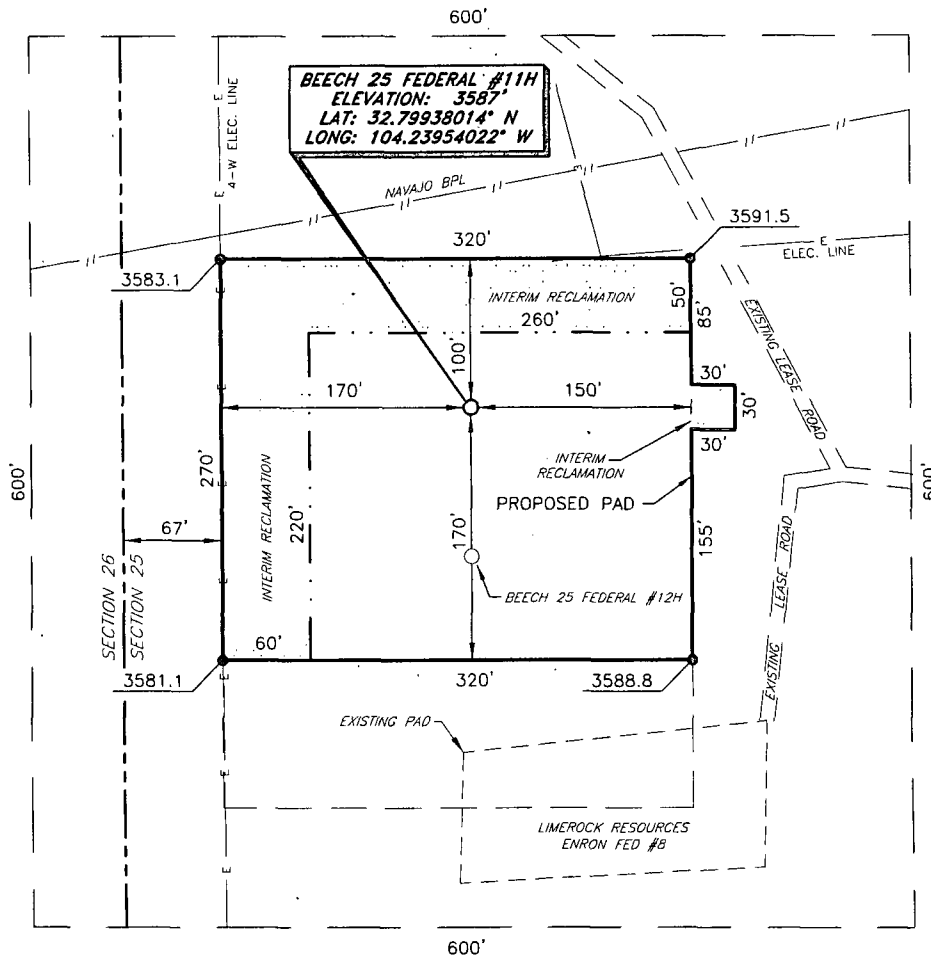 600'
BEECH 25 FEDERAL #11H
ELEVATION: 3587'
LAT: 32.79938014° N
LONG: 104.23954022° W
E
4-W ELEC. LINE
E
NAVAJO BPL
3591.5
E
ELEC. LINE
320'
3583.1
INTERIM RECLAMATION
260'
50'
85'
EXISTING LEASE ROAD
100'
30'
30'
30'
170'
150'
INTERIM
RECLAMATION
PROPOSED PAD
600'
270'
INTERIM RECLAMATION
220'
170'
155'
600'
67'
SECTION 26
SECTION 25
BEECH 25 FEDERAL #12H
EXISTING LEASE ROAD
60'
3581.1
320'
3588.8
EXISTING PAD
E
LIMEROCK RESOURCES
ENRON FED #8
E
600'